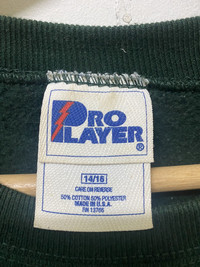 PRO
PLAYER
®
14/16
CARE ON REVERSE
50% COTTON 50% POLYESTER
MADE IN U.S.A.
RN 13765